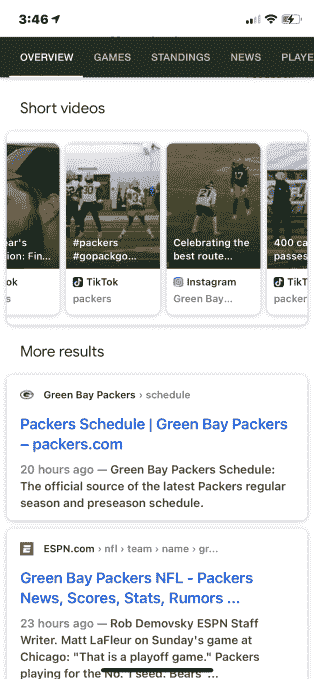 3:46
OVERVIEW GAMES STANDINGS NEWS PLAYE
Short videos
ar's
ion: Fin...
ok
s
#packers
#gopackgo...
TikTok
packers
Celebrating the
best route...
Instagram
Green Bay...
400 ca
passes
TikT
packer
More results
Green Bay Packers › schedule
Packers Schedule | Green Bay Packers
– packers.com
20 hours ago — Green Bay Packers Schedule:
The official source of the latest Packers regular
season and preseason schedule.
ESPN.com › nfl › team › name › gr...
Green Bay Packers NFL - Packers
News, Scores, Stats, Rumors ...
23 hours ago — Rob Demovsky ESPN Staff
Writer. Matt LaFleur on Sunday's game at
Chicago: "That is a playoff game." Packers
playing for the No. 1 seed. Bears ...